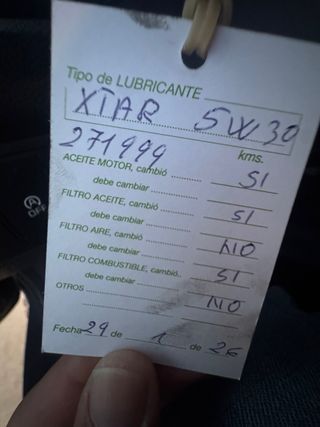 Tipo de LUBRICANTE
XTAR 5W30
271999 kms.
ACEITE MOTOR, cambió SI
debe cambiar
FILTRO ACEITE, cambió SI
debe cambiar
FILTRO AIRE, cambió NO
debe cambiar
FILTRO COMBUSTIBLE, cambió SI
debe cambiar
OTROS NO
Fecha 29 de 1 de 26
A
OFF